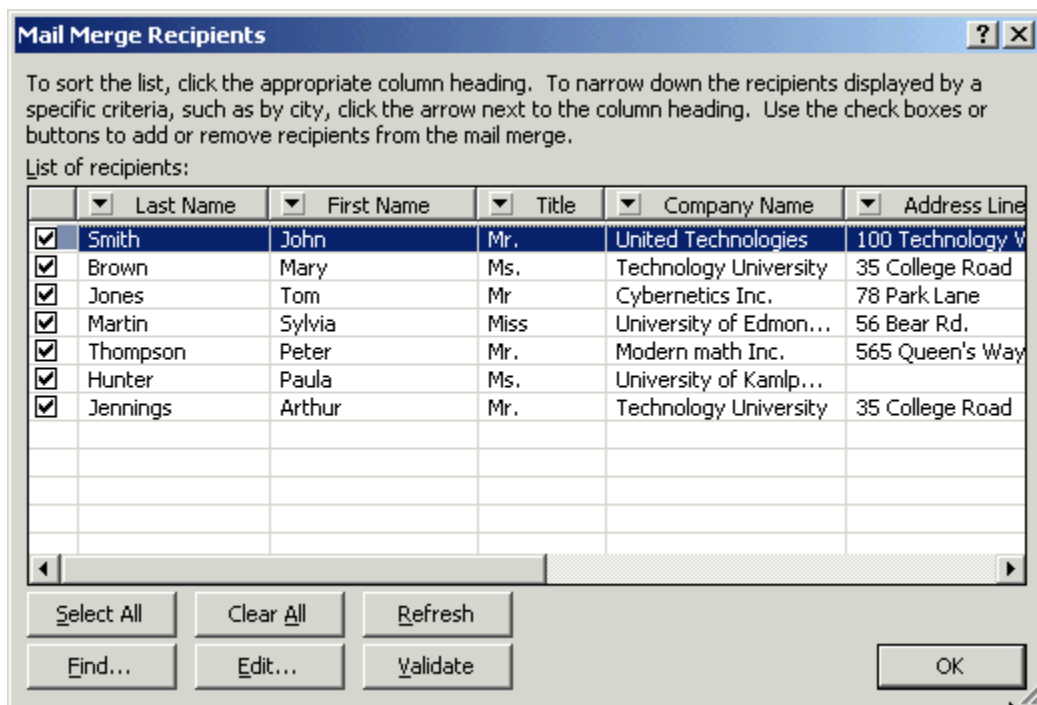 Mail Merge Recipients
To sort the list, click the appropriate column heading. To narrow down the recipients displayed by a
specific criteria, such as by city, click the arrow next to the column heading. Use the check boxes or
buttons to add or remove recipients from the mail merge.
List of recipients:
Last Name First Name Title Company Name Address Line
Smith John Mr. United Technologies 100 Technology W
Brown Mary Ms. Technology University 35 College Road
Jones Tom Mr Cybernetics Inc. 78 Park Lane
Martin Sylvia Miss University of Edmon... 56 Bear Rd.
Thompson Peter Mr. Modern math Inc. 565 Queen's Way
Hunter Paula Ms. University of Kamlp...
Jennings Arthur Mr. Technology University 35 College Road
Select All Clear All Refresh
Find... Edit... Validate OK